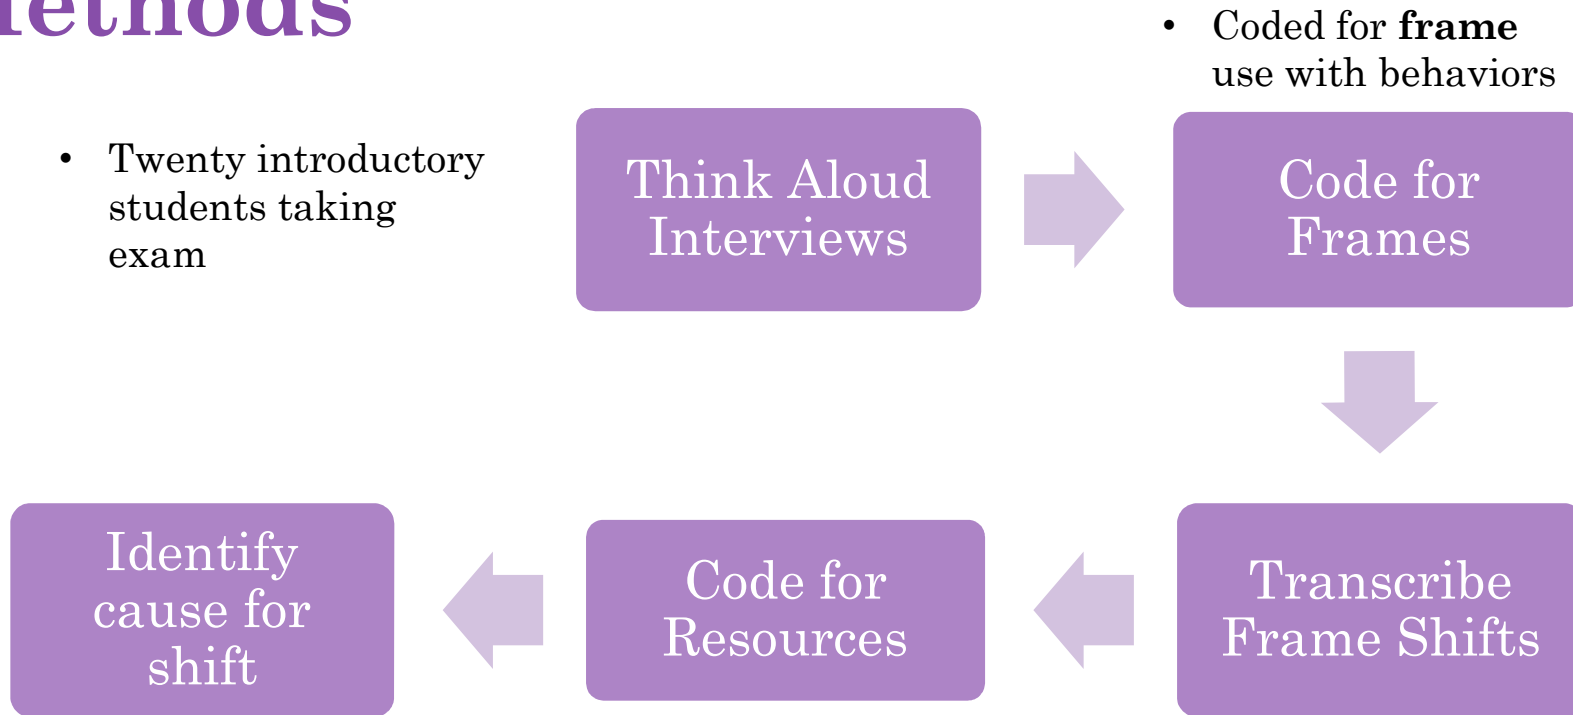 Methods
• Coded for frame
use with behaviors
• Twenty introductory
students taking
exam
Think Aloud
Interviews
Code for
Frames
Transcribe
Frame Shifts
Code for
Resources
Identify
cause for
shift